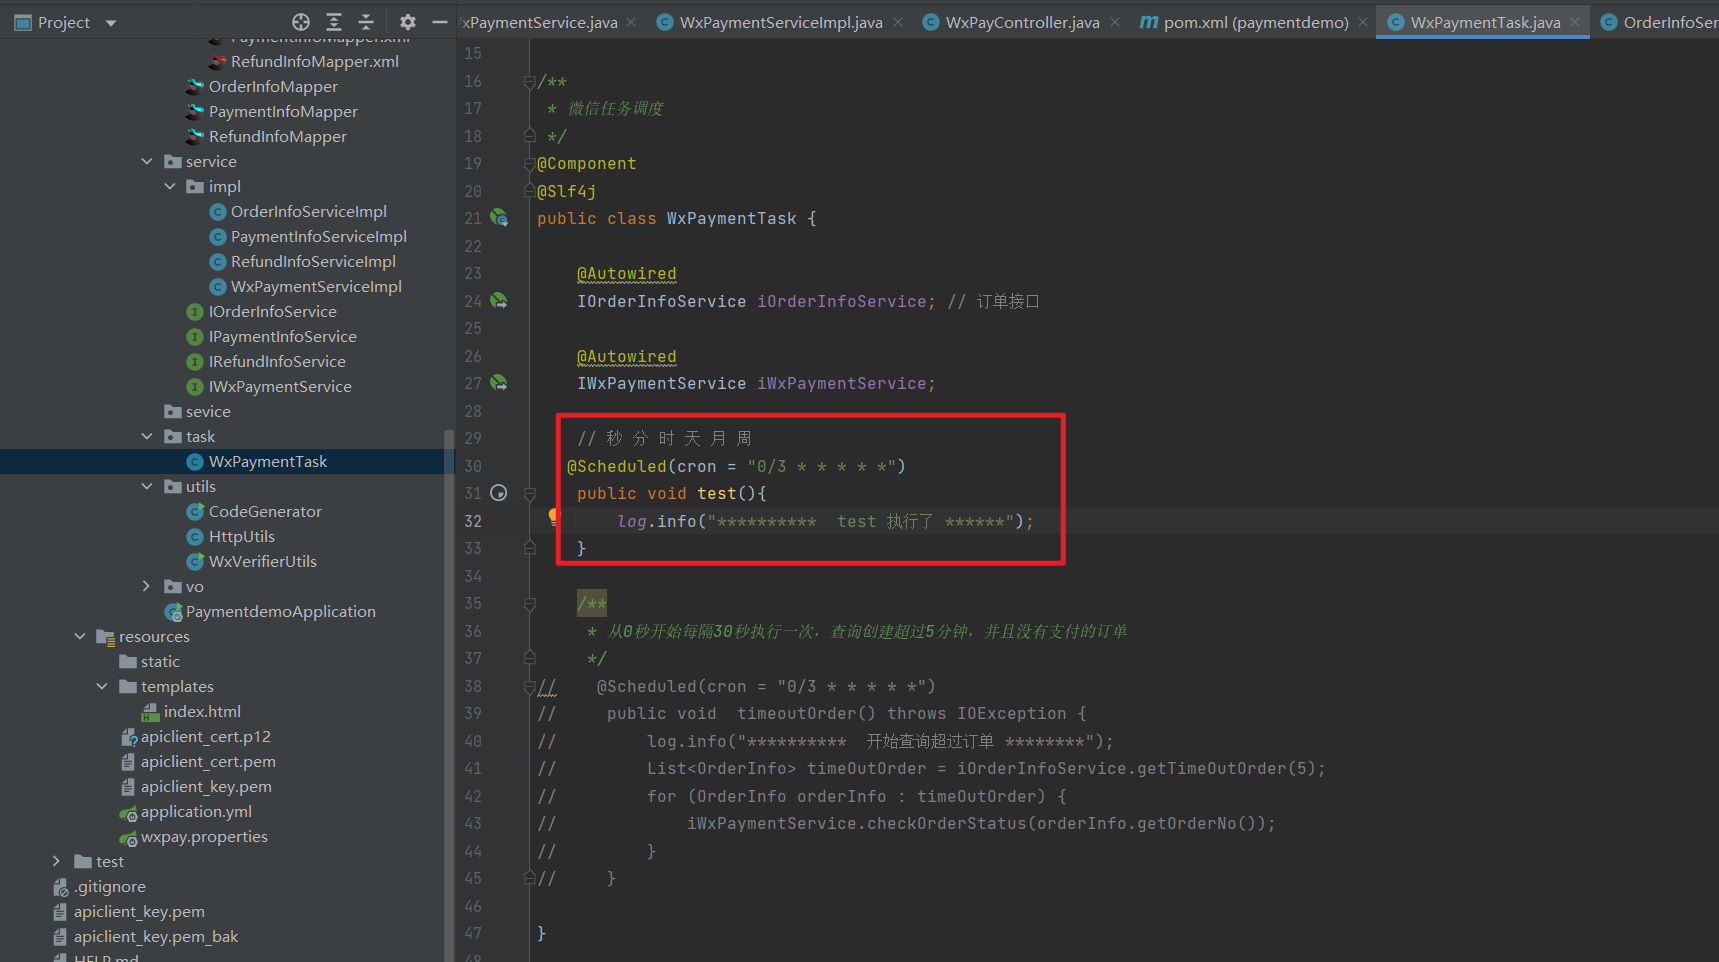 Project
xPaymentService.java
WxPaymentServiceImpl.java
WxPayController.java
m pom.xml (paymentdemo)
WxPaymentTask.java
OrderInfoSer
PaymentInfoMapper.xml
RefundInfoMapper.xml
OrderInfoMapper
PaymentInfoMapper
RefundInfoMapper
service
impl
OrderInfoServiceImpl
PaymentInfoServiceImpl
RefundInfoServiceImpl
WxPaymentServiceImpl
IOrderInfoService
IPaymentInfoService
IRefundInfoService
IWxPaymentService
sevice
task
WxPaymentTask
utils
CodeGenerator
HttpUtils
WxVerifierUtils
vo
PaymentdemoApplication
resources
static
templates
index.html
apiclient_cert.p12
apiclient_cert.pem
apiclient_key.pem
application.yml
wxpay.properties
test
.gitignore
apiclient_key.pem
apiclient_key.pem_bak
HELP.md
15
16 /**
17 * 微信任务调度
18 */
19 @Component
20 @Slf4j
21 public class WxPaymentTask {
22
23 @Autowired
24 IOrderInfoService iOrderInfoService; // 订单接口
25
26 @Autowired
27 IWxPaymentService iWxPaymentService;
28
29 // 秒 分 时 天 月 周
30 @Scheduled(cron = "0/3 * * * * *")
31 public void test(){
32 log.info("********** test 执行了 ******");
33 }
34
35 /**
36 * 从0秒开始每隔30秒执行一次，查询创建超过5分钟，并且没有支付的订单
37 */
38 // @Scheduled(cron = "0/3 * * * * *")
39 // public void timeoutOrder() throws IOException {
40 // log.info("********** 开始查询超过订单 ********");
41 // List<OrderInfo> timeOutOrder = iOrderInfoService.getTimeOutOrder(5);
42 // for (OrderInfo orderInfo : timeOutOrder) {
43 // iWxPaymentService.checkOrderStatus(orderInfo.getOrderNo());
44 // }
45 // }
46
47 }
48